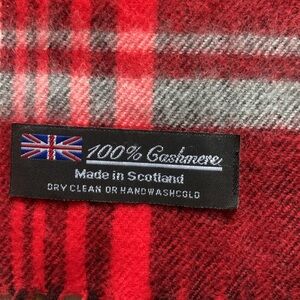 100% Cashmere
Made in Scotland
DRY CLEAN OR HANDWASHCOLD